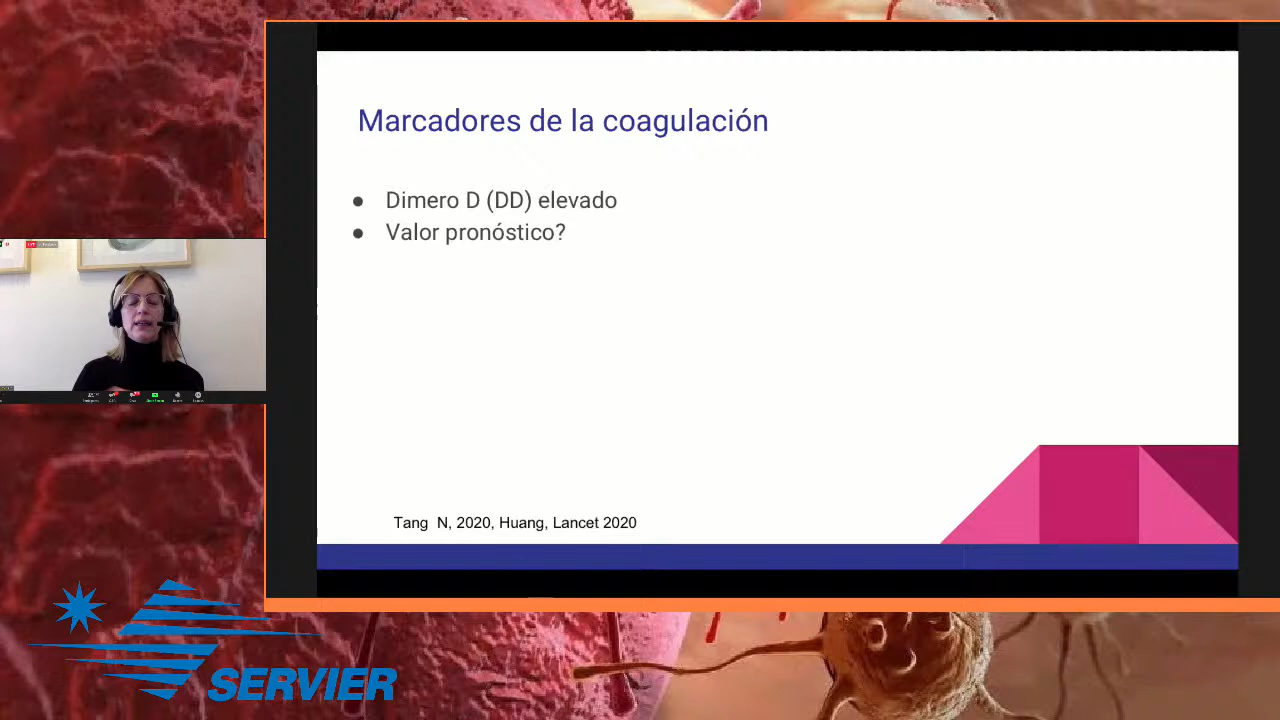 Marcadores de la coagulación
● Dimero D (DD) elevado
● Valor pronóstico?
Tang N, 2020, Huang, Lancet 2020
SERVIER